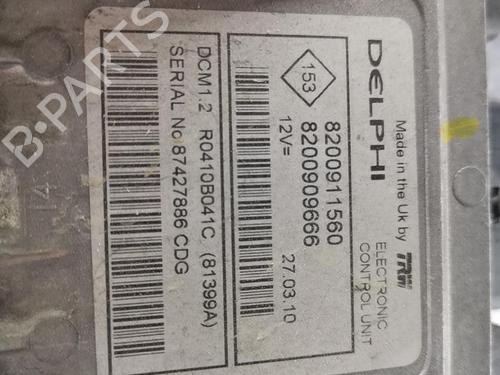 DELPHI
Made in the Uk by TRW
ELECTRONIC
CONTROL UNIT
153
8200911560
8200909666
12V=
27.03.10
DCM1.2 R0410B041C (81399A)
SERIAL No 87427886 CDG
14
B-PARTS